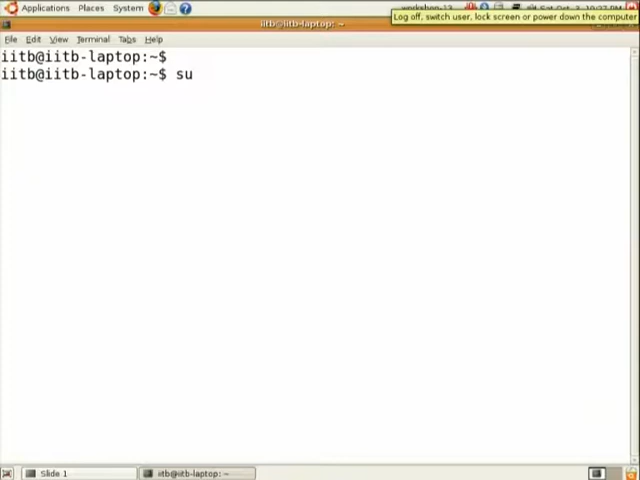 Applications Places System
Log off, switch user, lock screen or power down the computer
iitb@iitb-laptop: ~
File Edit View Terminal Tabs Help
iitb@iitb-laptop:~$
iitb@iitb-laptop:~$ su
Slide 1 iitb@iitb-laptop: ~